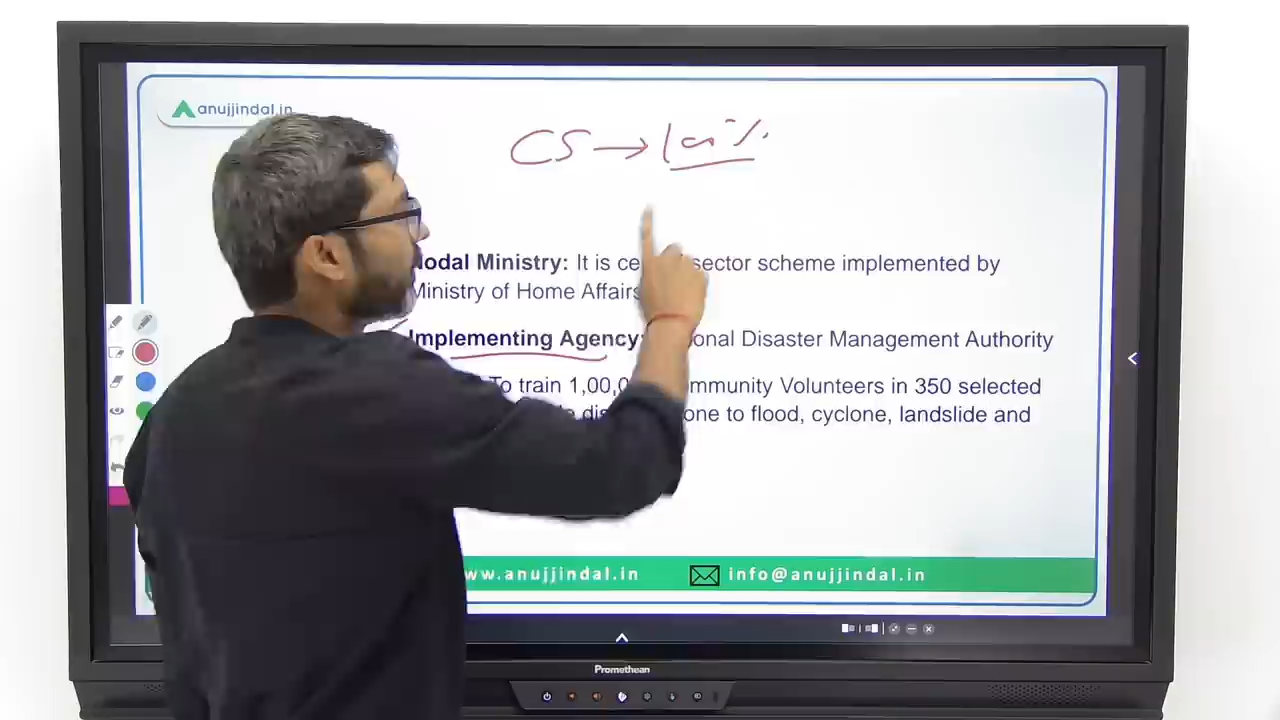 anujjindal.in
CS → 100%
Nodal Ministry: It is ce sector scheme implemented by
Ministry of Home Affairs
Implementing Agency: onal Disaster Management Authority
To train 1,00,0 mmunity Volunteers in 350 selected
one to flood, cyclone, landslide and
ww.anujjindal.in info@anujjindal.in
Promethean